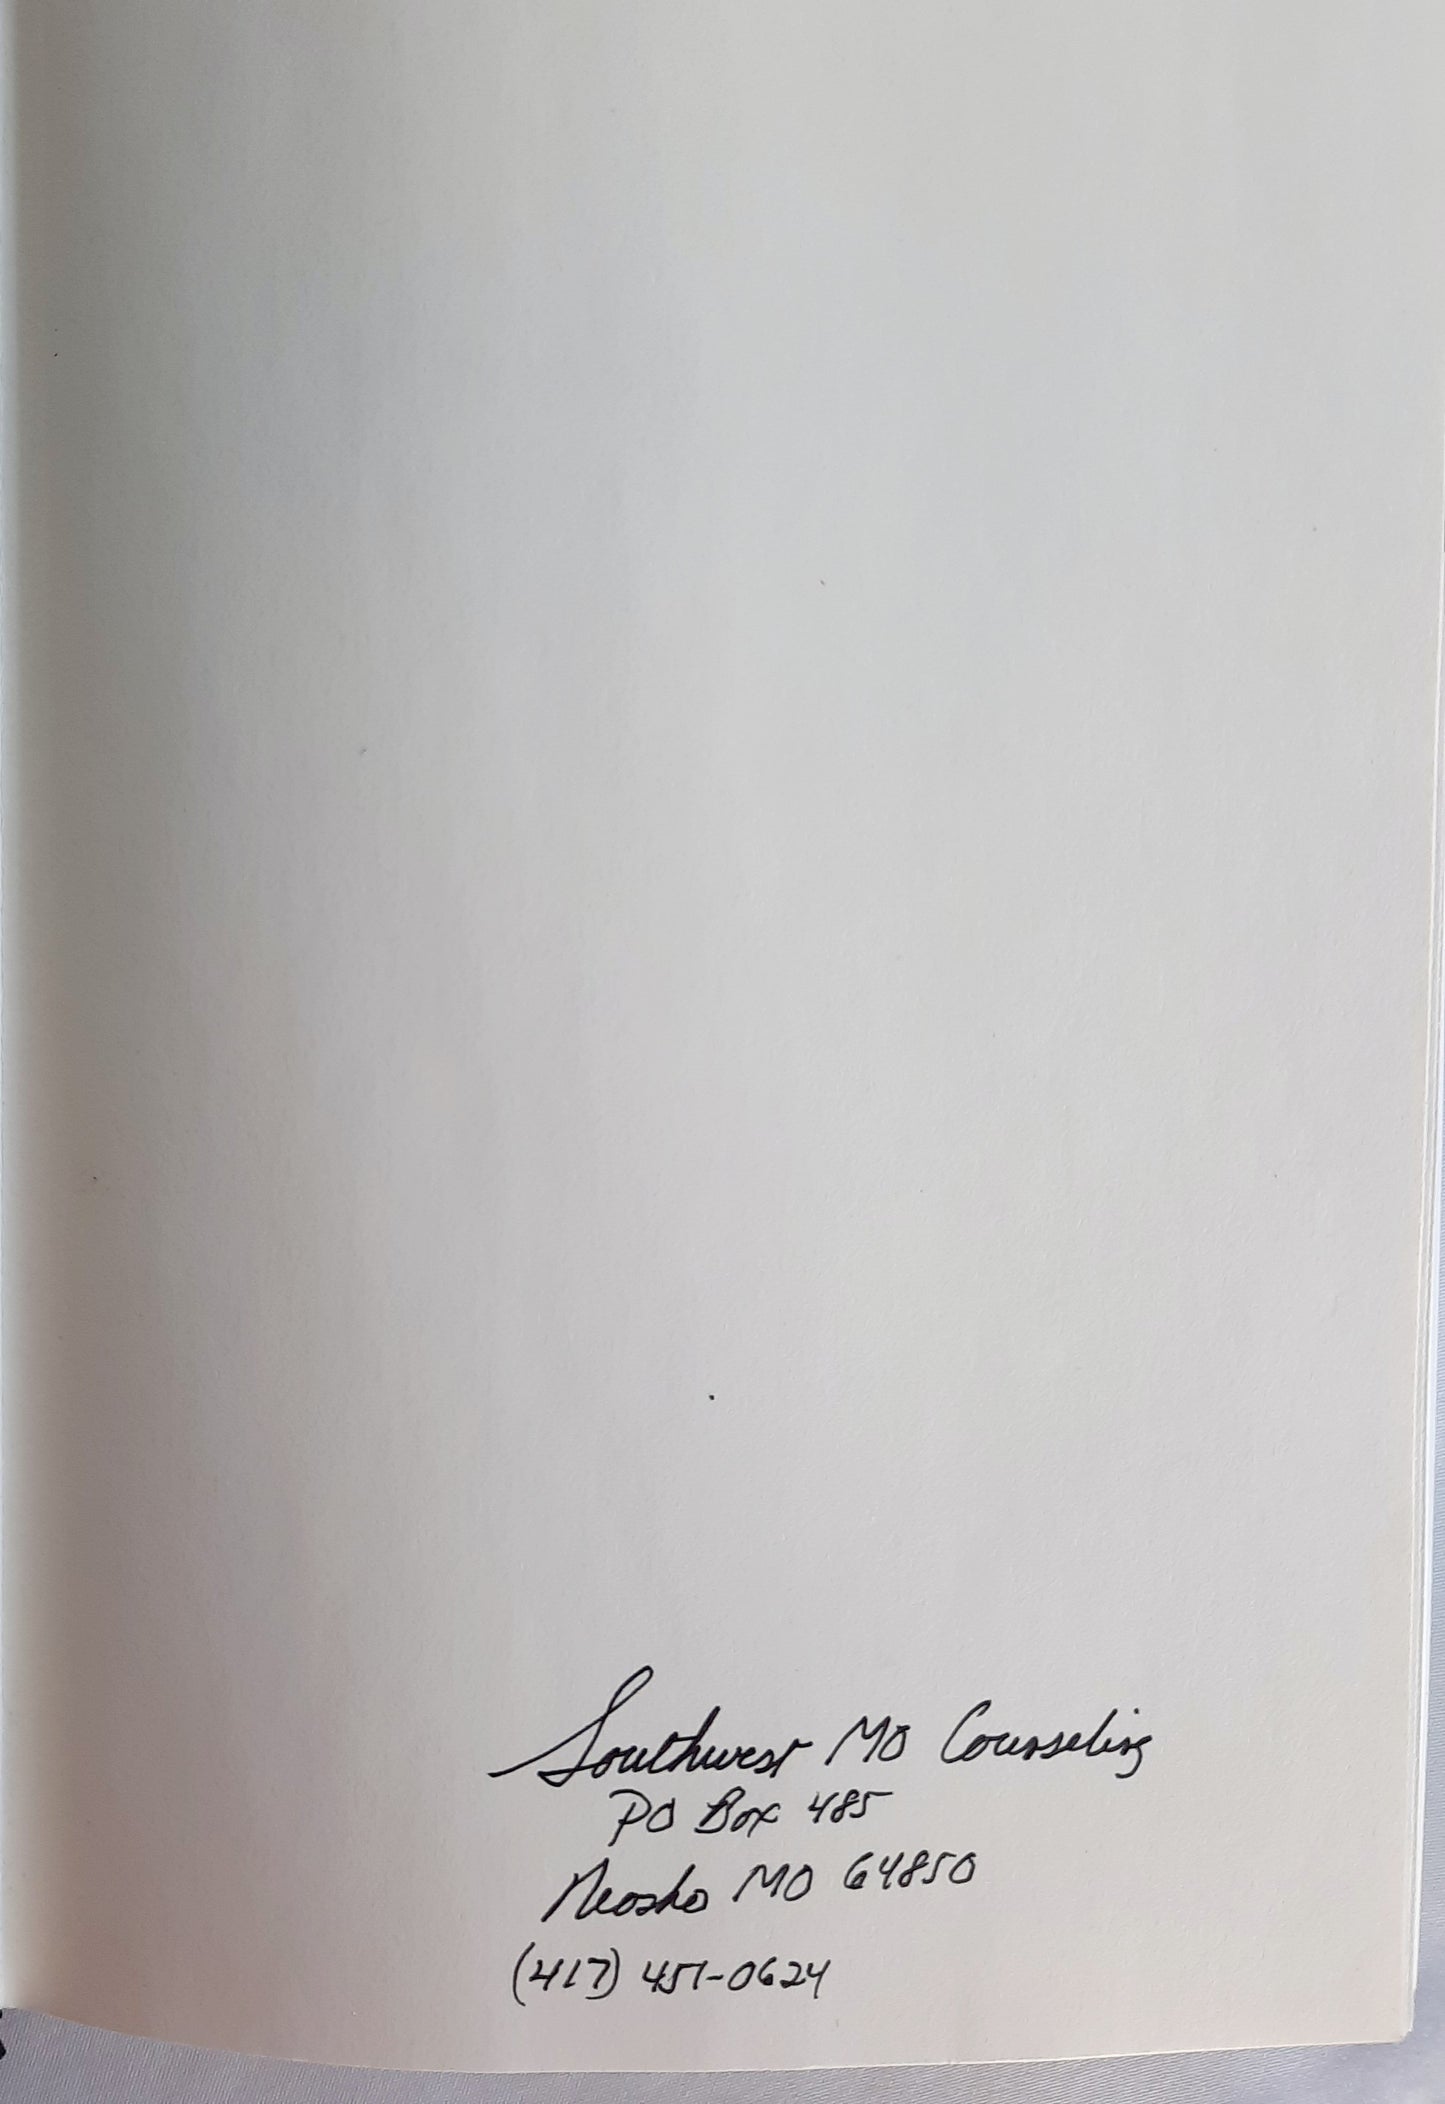 Southwest MO Counseling
PO Box 485
Neosho MO 64850
(417) 451-0624